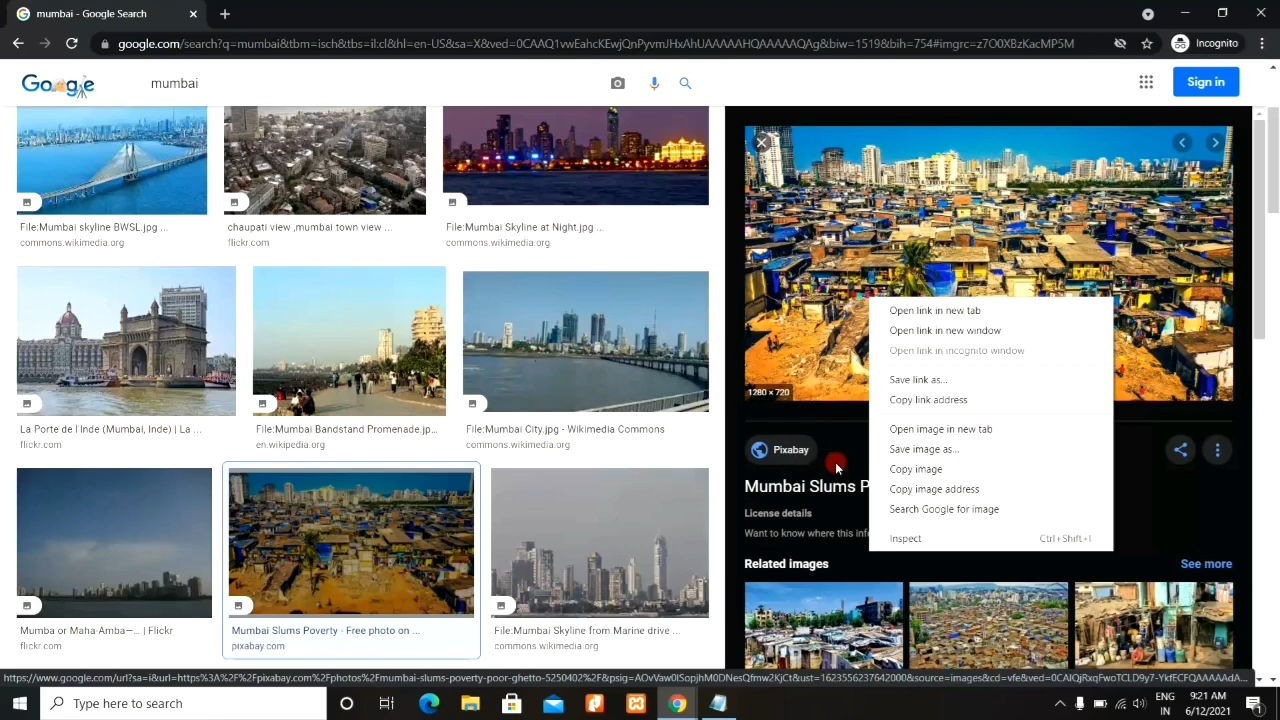 mumbai - Google Search
google.com/search?q=mumbai&tbm=isch&tbs=il:cl&hl=en-US&sa=X&ved=0CAAQ1vwEahcKEwjQnPyvmJHxAhUAAAAAHQAAAAAQAg&biw=1519&bih=754#imgrc=z7O0XBzKacMP5M
Incognito
Google
mumbai
Sign in
File:Mumbai skyline BWSL.jpg ...
commons.wikimedia.org
chaupati view ,mumbai town view ...
flickr.com
File:Mumbai Skyline at Night.jpg ...
commons.wikimedia.org
La Porte de l'Inde (Mumbai, Inde) | La ...
flickr.com
File:Mumbai Bandstand Promenade.jp...
en.wikipedia.org
File:Mumbai City.jpg - Wikimedia Commons
commons.wikimedia.org
Mumba or Maha-Amba—... | Flickr
flickr.com
Mumbai Slums Poverty - Free photo on ...
pixabay.com
File:Mumbai Skyline from Marine drive ...
commons.wikimedia.org
1280 × 720
Pixabay
Mumbai Slums P
License details
Want to know where this inf
Related images
See more
Open link in new tab
Open link in new window
Open link in incognito window
Save link as...
Copy link address
Open image in new tab
Save image as...
Copy image
Copy image address
Search Google for image
Inspect Ctrl+Shift+I
Type here to search
ENG
IN
9:21 AM
6/12/2021